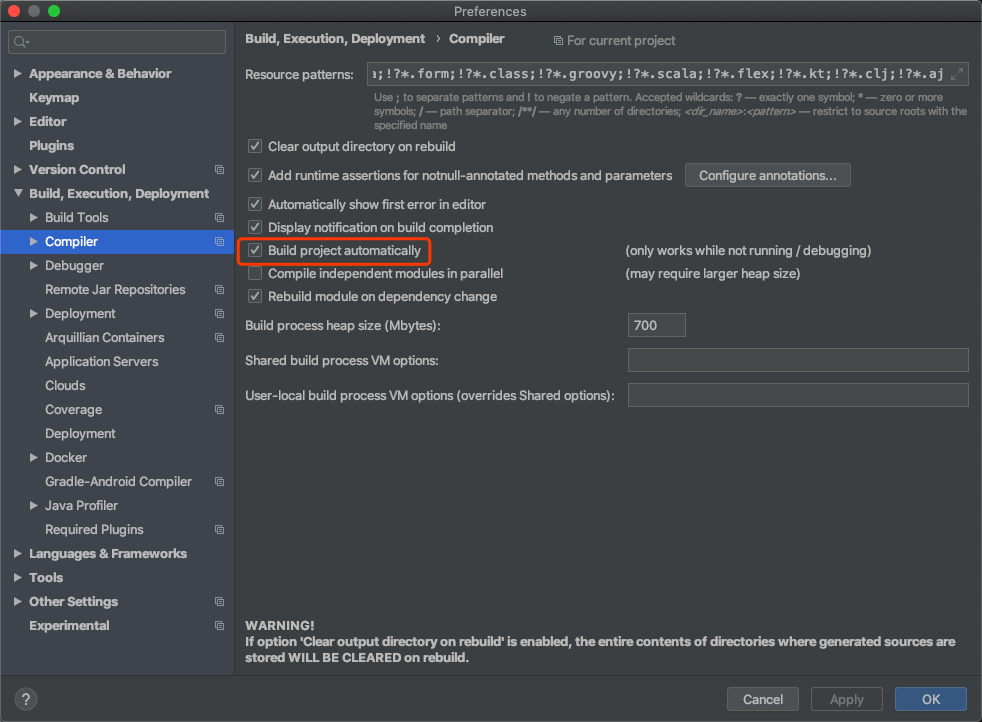 Preferences
Appearance & Behavior
Keymap
Editor
Plugins
Version Control
Build, Execution, Deployment
Build Tools
Compiler
Debugger
Remote Jar Repositories
Deployment
Arquillian Containers
Application Servers
Clouds
Coverage
Deployment
Docker
Gradle-Android Compiler
Java Profiler
Required Plugins
Languages & Frameworks
Tools
Other Settings
Experimental
Build, Execution, Deployment › Compiler
For current project
Resource patterns:
;!?*.form;!?*.class;!?*.groovy;!?*.scala;!?*.flex;!?*.kt;!?*.clj;!?*.aj
Use ; to separate patterns and ! to negate a pattern. Accepted wildcards: ? — exactly one symbol; * — zero or more
symbols; / — path separator; /**/ — any number of directories; <dir_name>:<pattern> — restrict to source roots with the
specified name
Clear output directory on rebuild
Add runtime assertions for notnull-annotated methods and parameters
Configure annotations...
Automatically show first error in editor
Display notification on build completion
Build project automatically
(only works while not running / debugging)
Compile independent modules in parallel
(may require larger heap size)
Rebuild module on dependency change
Build process heap size (Mbytes):
700
Shared build process VM options:
User-local build process VM options (overrides Shared options):
WARNING!
If option 'Clear output directory on rebuild' is enabled, the entire contents of directories where generated sources are
stored WILL BE CLEARED on rebuild.
?
Cancel
Apply
OK